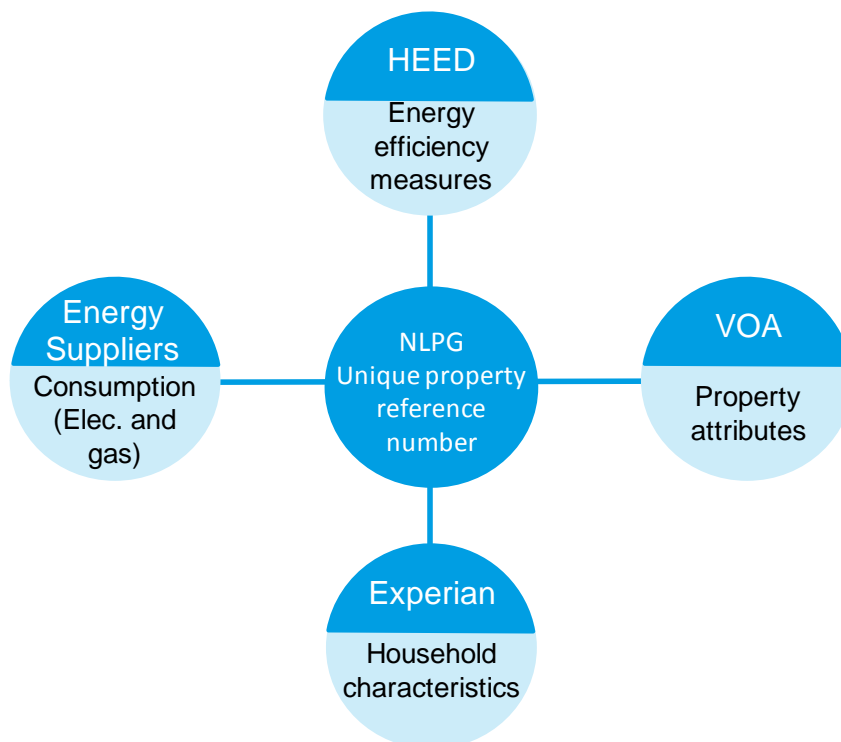 HEED
Energy
efficiency
measures
Energy
Suppliers
Consumption
(Elec. and
gas)
NLPG
Unique property
reference
number
VOA
Property
attributes
Experian
Household
characteristics